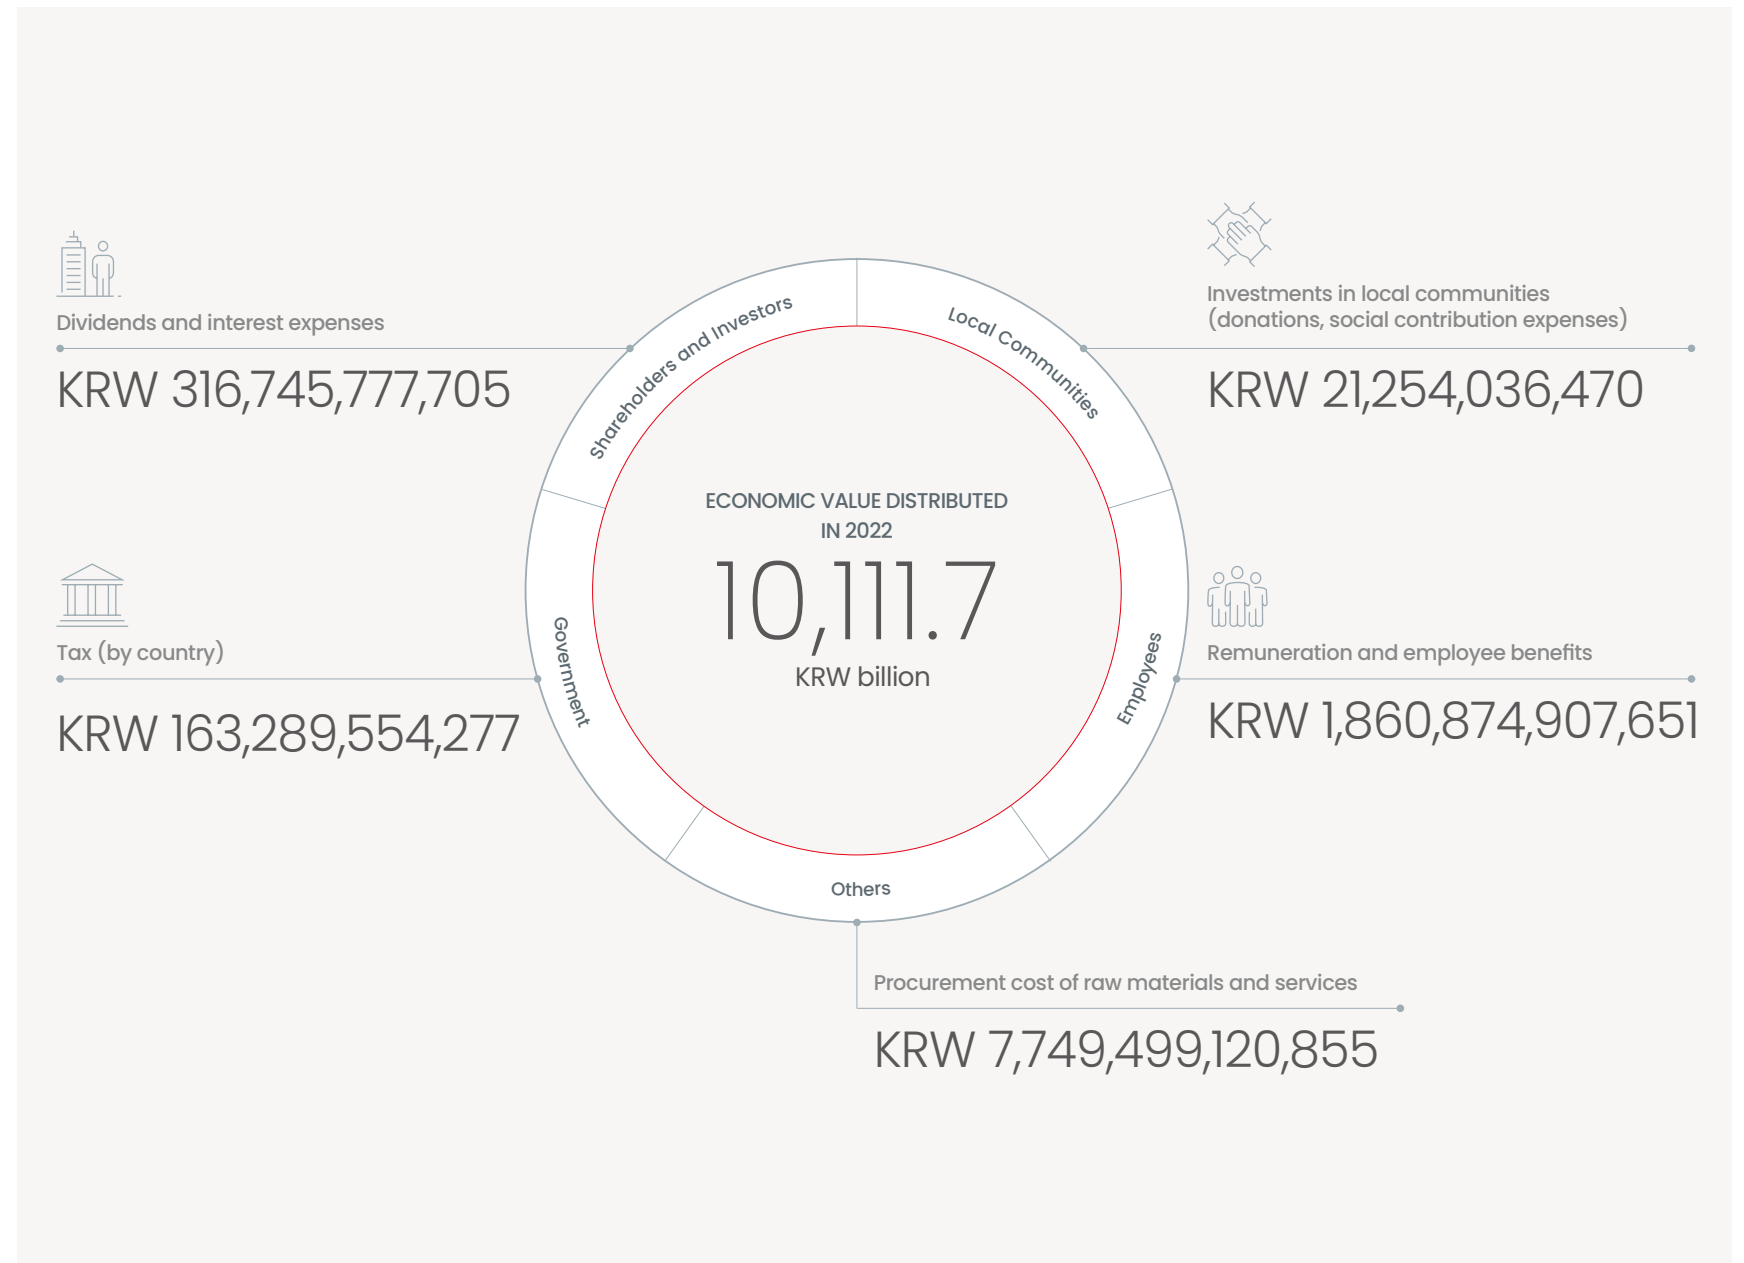 Dividends and interest expenses
KRW 316,745,777,705
Tax (by country)
KRW 163,289,554,277
Shareholders and Investors
Local Communities
Government
Employees
Others
ECONOMIC VALUE DISTRIBUTED
IN 2022
10,111.7
KRW billion
Investments in local communities
(donations, social contribution expenses)
KRW 21,254,036,470
Remuneration and employee benefits
KRW 1,860,874,907,651
Procurement cost of raw materials and services
KRW 7,749,499,120,855